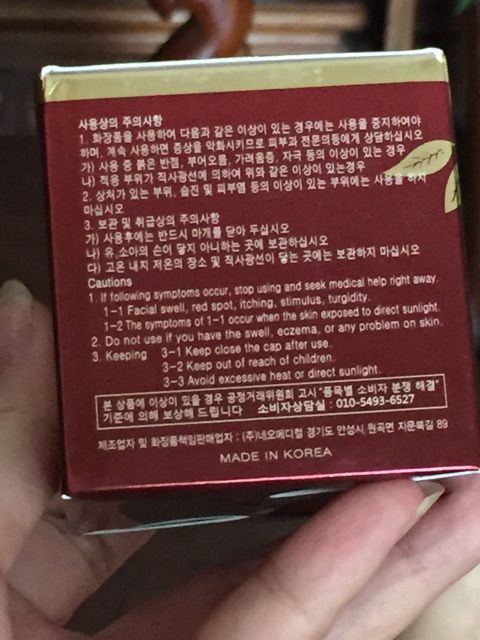 사용상의 주의사항
1. 화장품을 사용하여 다음과 같은 이상이 있는 경우에는 사용을 중지하여야
하며, 계속 사용하면 증상을 악화시키므로 피부과 전문의등에게 상담하십시오
가) 사용 중 붉은 반점, 부어오름, 가려움증, 자극 등의 이상이 있는 경우
나) 적용 부위가 직사광선에 의하여 위와 같은 이상이 있는경우
2. 상처가 있는 부위, 습진 및 피부염 등의 이상이 있는 부위에는 사용을 하지
마십시오
3. 보관 및 취급상의 주의사항
가) 사용후에는 반드시 마개를 닫아 두십시오
나) 유.소아의 손이 닿지 아니하는 곳에 보관하십시오
다) 고온 내지 저온의 장소 및 직사광선이 닿는 곳에는 보관하지 마십시오
Cautions
1. If following symptoms occur, stop using and seek medical help right away.
1-1 Facial swell, red spot, itching, stimulus, turgidity.
1-2 The symptoms of 1-1 occur when the skin exposed to direct sunlight.
2. Do not use if you have the swell, eczema, or any problem on skin.
3. Keeping 3-1 Keep close the cap after use.
3-2 Keep out of reach of children.
3-3 Avoid excessive heat or direct sunlight.
본 상품에 이상이 있을 경우 공정거래위원회 고시 "품목별 소비자 분쟁 해결"
기준에 의해 보상해 드립니다 소비자상담실 : 010-5493-6527
제조업자 및 화장품책임판매업자 : (주)네오메디컬 경기도 안성시 원곡면 지문북길 89
MADE IN KOREA